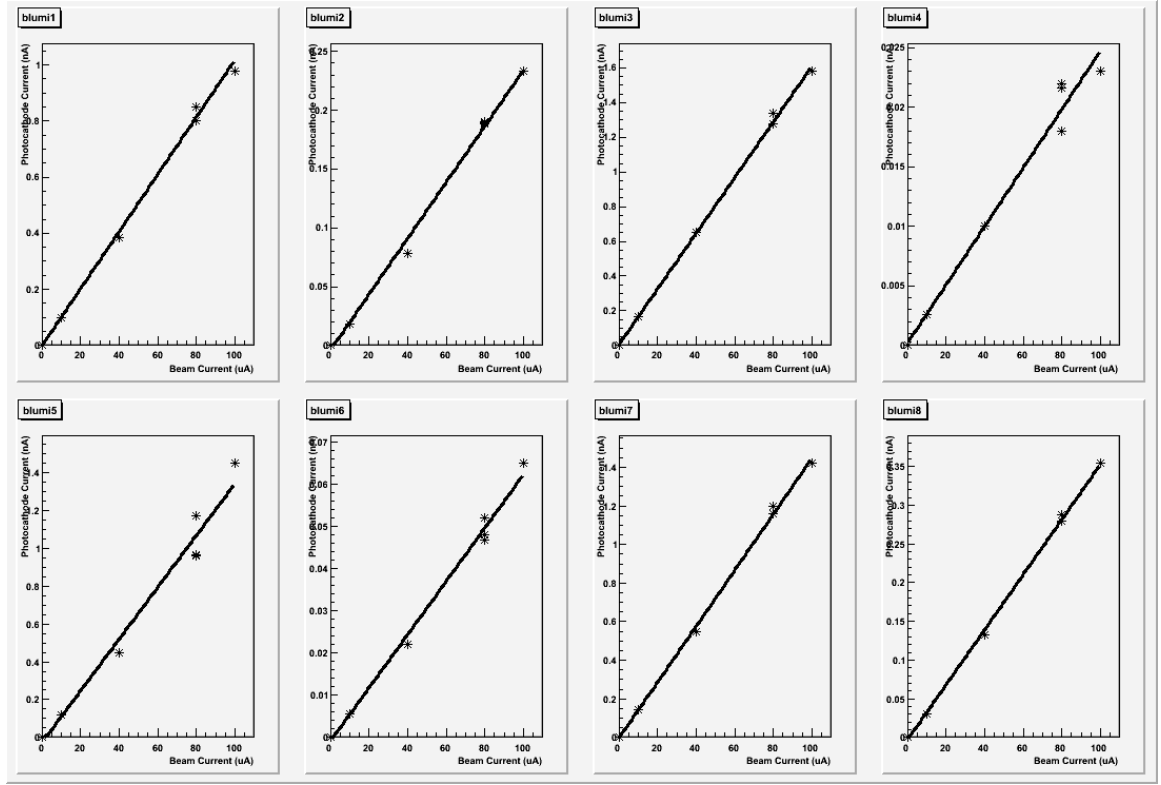 blumi1
Photocathode Current (nA)
1
0.8
0.6
0.4
0.2
0
0 20 40 60 80 100
Beam Current (uA)
blumi2
Photocathode Current (nA)
0.25
0.2
0.15
0.1
0.05
0
0 20 40 60 80 100
Beam Current (uA)
blumi3
Photocathode Current (nA)
1.6
1.4
1.2
1
0.8
0.6
0.4
0.2
0
0 20 40 60 80 100
Beam Current (uA)
blumi4
Photocathode Current (nA)
0.025
0.02
0.015
0.01
0.005
0
0 20 40 60 80 100
Beam Current (uA)
blumi5
Photocathode Current (nA)
1.4
1.2
1
0.8
0.6
0.4
0.2
0
0 20 40 60 80 100
Beam Current (uA)
blumi6
Photocathode Current (nA)
0.07
0.06
0.05
0.04
0.03
0.02
0.01
0
0 20 40 60 80 100
Beam Current (uA)
blumi7
Photocathode Current (nA)
1.4
1.2
1
0.8
0.6
0.4
0.2
0
0 20 40 60 80 100
Beam Current (uA)
blumi8
Photocathode Current (nA)
0.35
0.3
0.25
0.2
0.15
0.1
0.05
0
0 20 40 60 80 100
Beam Current (uA)